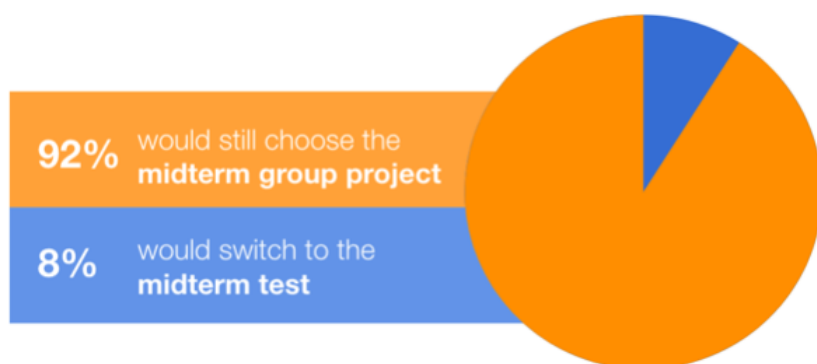 92% would still choose the
midterm group project
8% would switch to the
midterm test